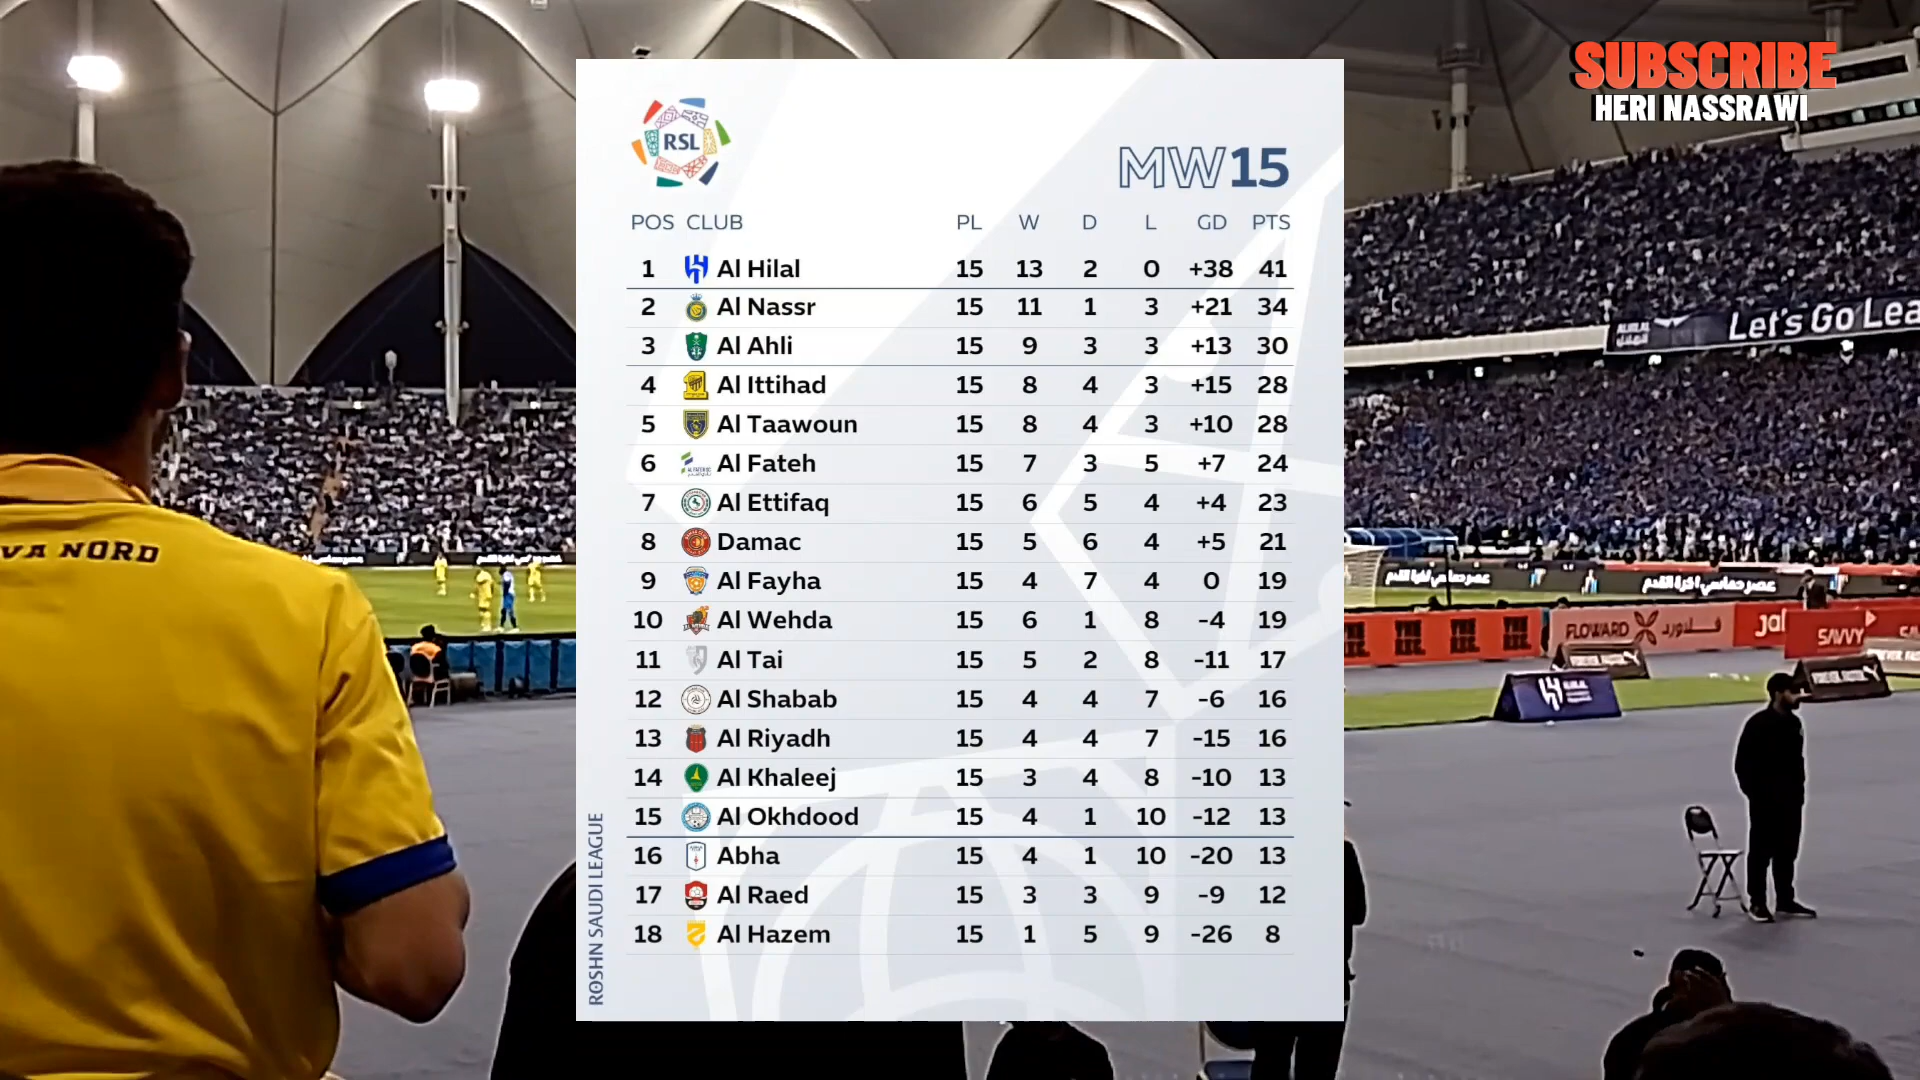 SUBSCRIBE
HERI NASSRAWI
RSL
MW15
POS CLUB PL W D L GD PTS
1 Al Hilal 15 13 2 0 +38 41
2 Al Nassr 15 11 1 3 +21 34
3 Al Ahli 15 9 3 3 +13 30
4 Al Ittihad 15 8 4 3 +15 28
5 Al Taawoun 15 8 4 3 +10 28
6 Al Fateh 15 7 3 5 +7 24
7 Al Ettifaq 15 6 5 4 +4 23
8 Damac 15 5 6 4 +5 21
9 Al Fayha 15 4 7 4 0 19
10 Al Wehda 15 6 1 8 -4 19
11 Al Tai 15 5 2 8 -11 17
12 Al Shabab 15 4 4 7 -6 16
13 Al Riyadh 15 4 4 7 -15 16
14 Al Khaleej 15 3 4 8 -10 13
15 Al Okhdood 15 4 1 10 -12 13
16 Abha 15 4 1 10 -20 13
17 Al Raed 15 3 3 9 -9 12
18 Al Hazem 15 1 5 9 -26 8
ROSHN SAUDI LEAGUE
VA NORD
Let's Go Lea
FLOWARD فلاورد
SAVVY